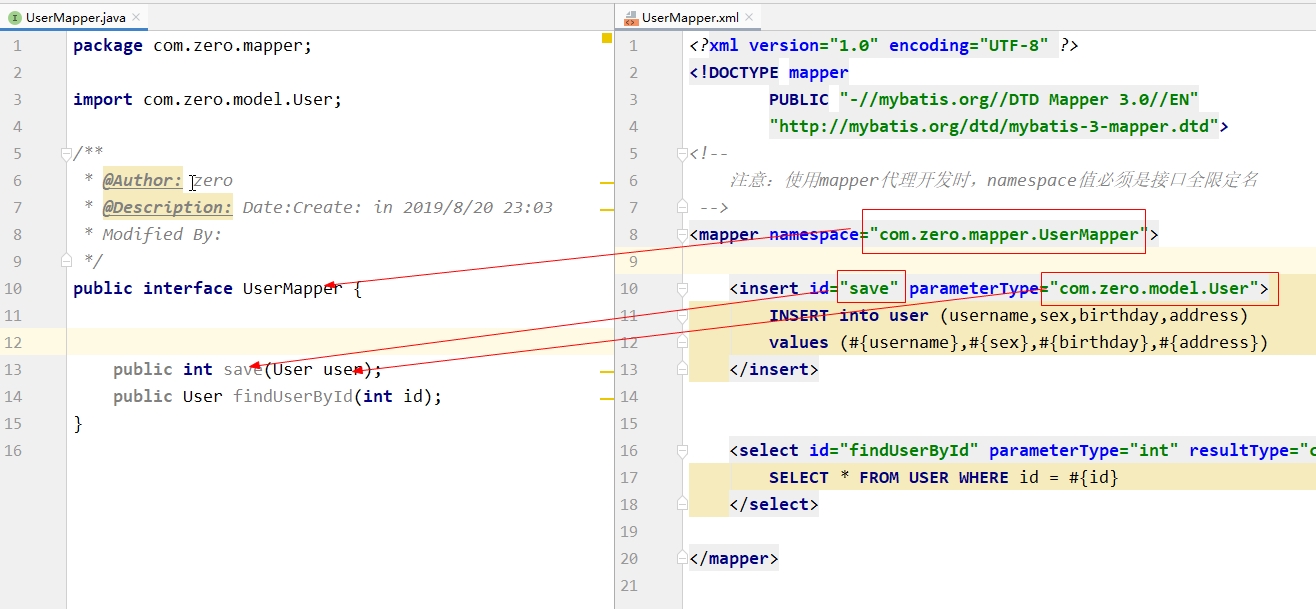 UserMapper.java
1 package com.zero.mapper;
2
3 import com.zero.model.User;
4
5 /**
6 * @Author: zero
7 * @Description: Date:Create: in 2019/8/20 23:03
8 * Modified By:
9 */
10 public interface UserMapper {
11
12
13 public int save(User user);
14 public User findUserById(int id);
15 }
16
UserMapper.xml
1 <?xml version="1.0" encoding="UTF-8" ?>
2 <!DOCTYPE mapper
3 PUBLIC "-//mybatis.org//DTD Mapper 3.0//EN"
4 "http://mybatis.org/dtd/mybatis-3-mapper.dtd">
5 <!--
6 注意：使用mapper代理开发时，namespace值必须是接口全限定名
7 -->
8 <mapper namespace="com.zero.mapper.UserMapper">
9
10 <insert id="save" parameterType="com.zero.model.User">
11 INSERT into user (username,sex,birthday,address)
12 values (#{username},#{sex},#{birthday},#{address})
13 </insert>
14
15
16 <select id="findUserById" parameterType="int" resultType="
17 SELECT * FROM USER WHERE id = #{id}
18 </select>
19
20 </mapper>
21